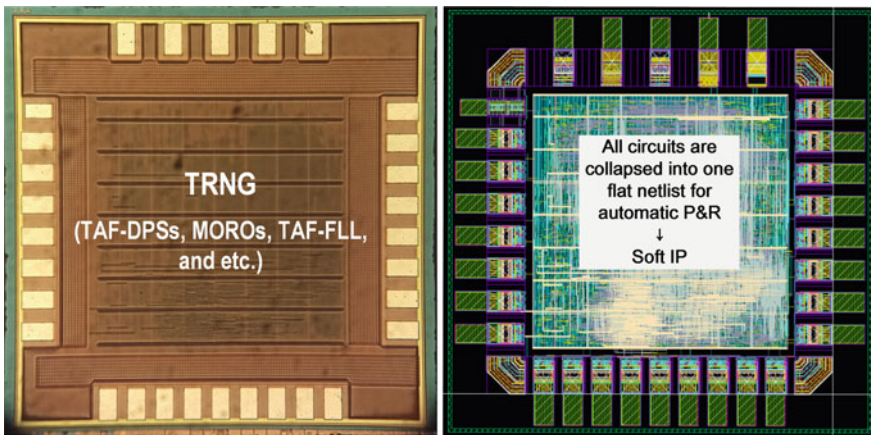 TRNG
(TAF-DPSs, MOROs, TAF-FLL,
and etc.)
All circuits are
collapsed into one
flat netlist for
automatic P&R
↓
Soft IP